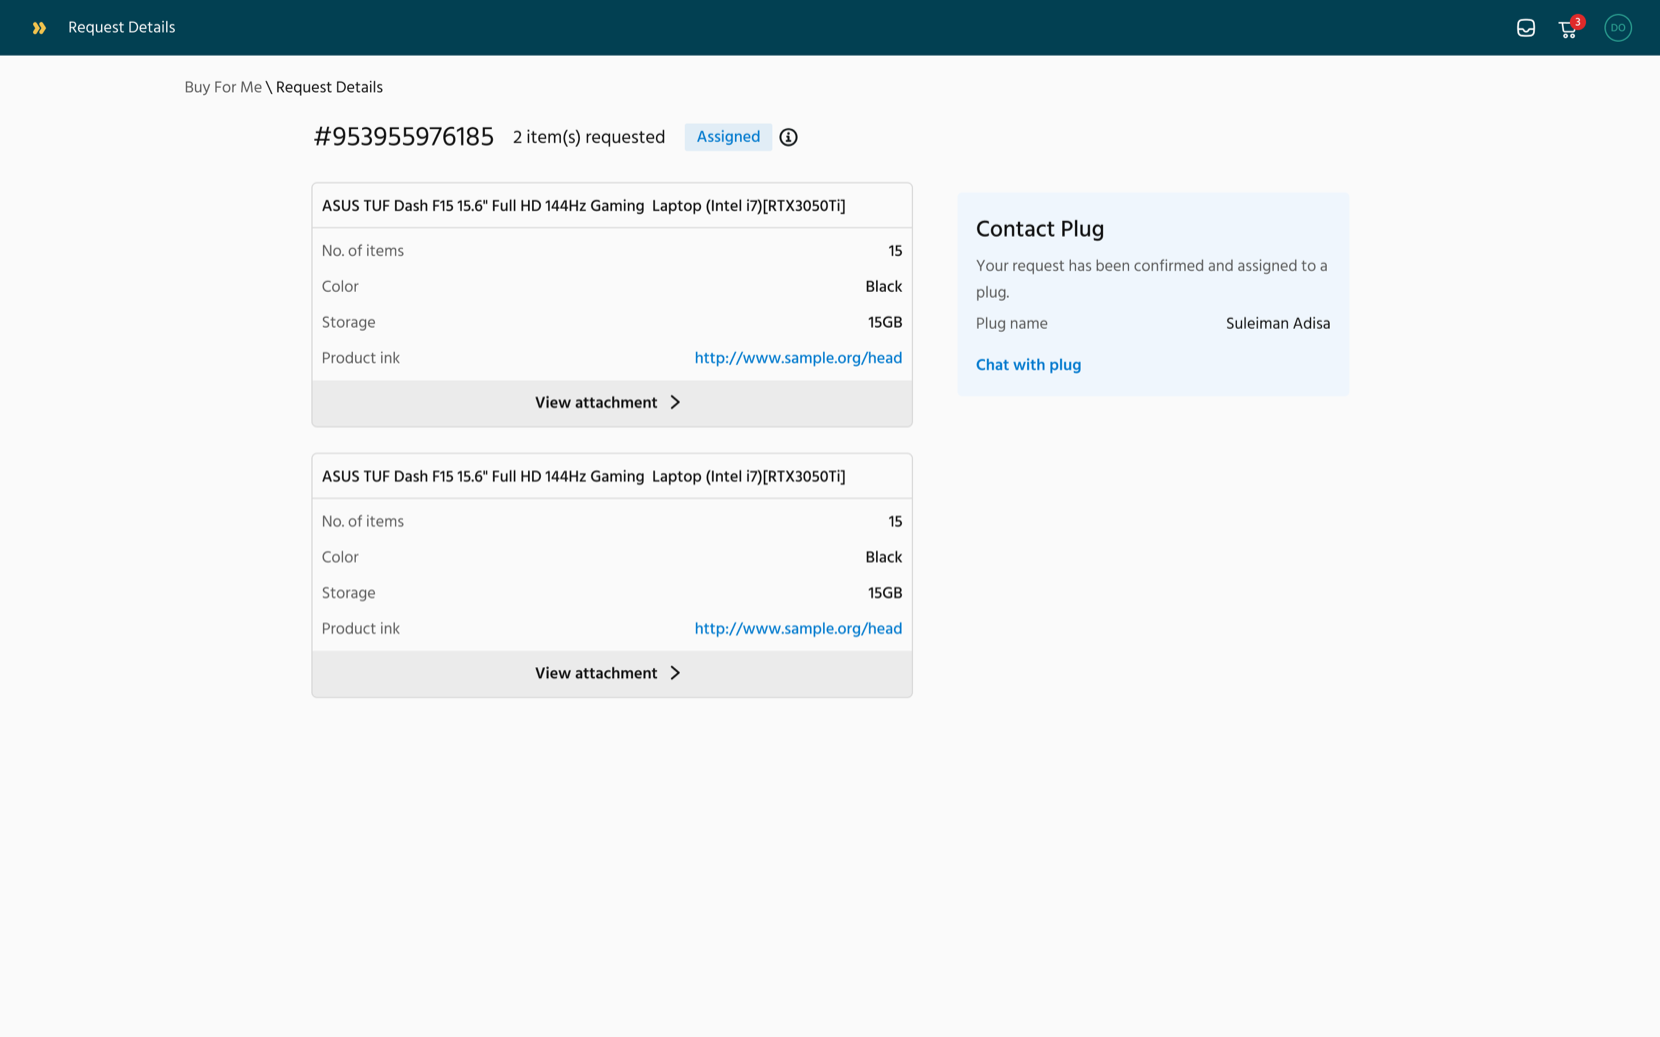 Request Details
3
DO
Buy For Me \ Request Details
#953955976185 2 item(s) requested Assigned
ASUS TUF Dash F15 15.6" Full HD 144Hz Gaming  Laptop (Intel i7)[RTX3050Ti]
No. of items 15
Color Black
Storage 15GB
Product ink http://www.sample.org/head
View attachment
ASUS TUF Dash F15 15.6" Full HD 144Hz Gaming  Laptop (Intel i7)[RTX3050Ti]
No. of items 15
Color Black
Storage 15GB
Product ink http://www.sample.org/head
View attachment
Contact Plug
Your request has been confirmed and assigned to a
plug.
Plug name Suleiman Adisa
Chat with plug